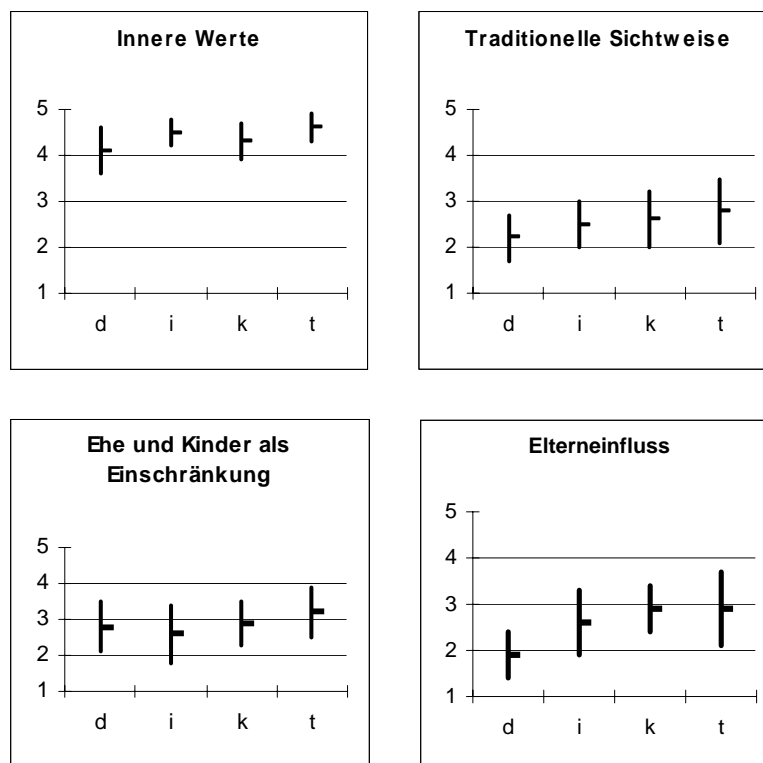 Innere Werte
5
4
3
2
1
d i k t
Traditionelle Sichtweise
5
4
3
2
1
d i k t
Ehe und Kinder als
Einschränkung
5
4
3
2
1
d i k t
Elterneinfluss
5
4
3
2
1
d i k t